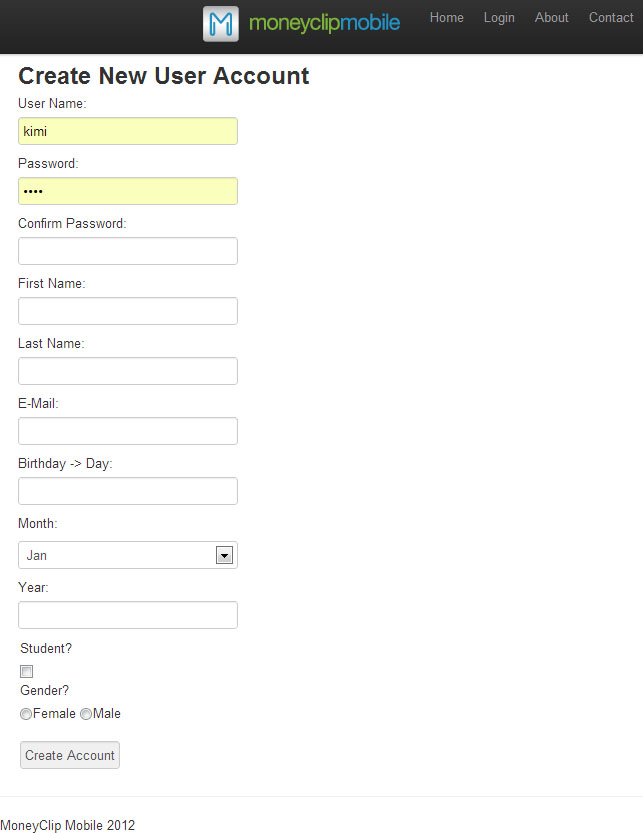 moneyclipmobile Home Login About Contact
Create New User Account
User Name:
kimi
Password:
••••
Confirm Password:
First Name:
Last Name:
E-Mail:
Birthday -> Day:
Month:
Jan
Year:
Student?
Gender?
Female Male
Create Account
MoneyClip Mobile 2012